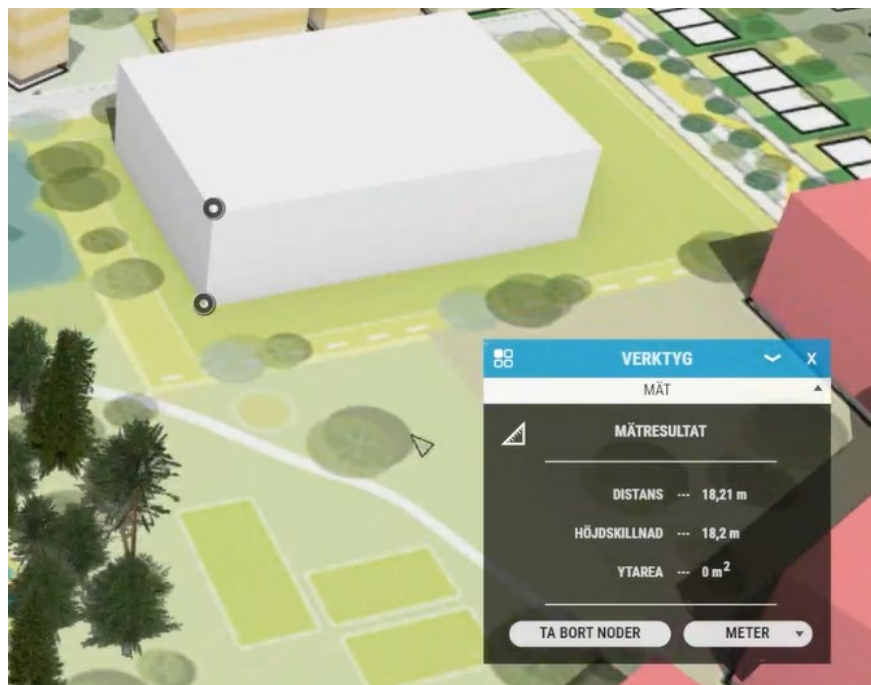 VERKTYG
X
MÄT
MÄTRESULTAT
DISTANS --- 18,21 m
HÖJDSKILLNAD --- 18,2 m
YTAREA --- 0 m²
TA BORT NODER
METER